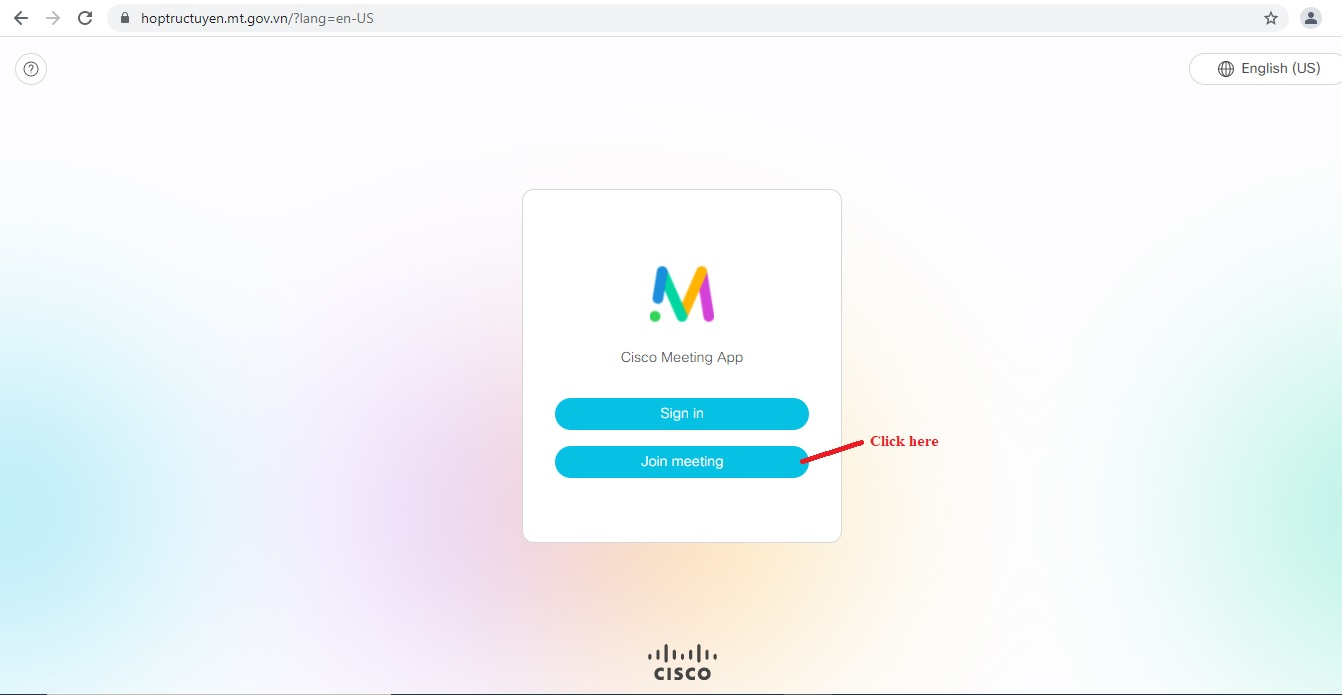 hoptructuyen.mt.gov.vn/?lang=en-US
?
English (US)
Cisco Meeting App
Sign in
Click here
Join meeting
CISCO